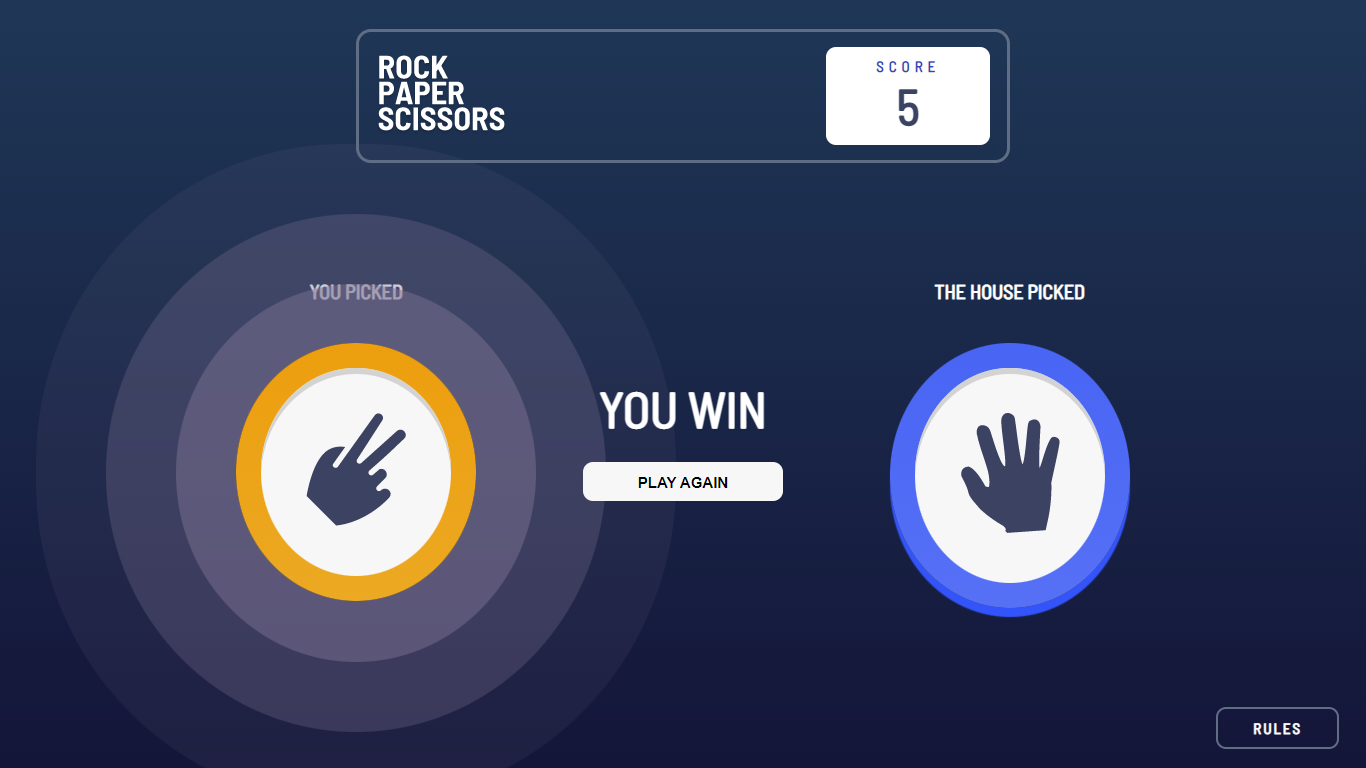 ROCK
PAPER
SCISSORS
SCORE
5
YOU PICKED
THE HOUSE PICKED
YOU WIN
PLAY AGAIN
RULES